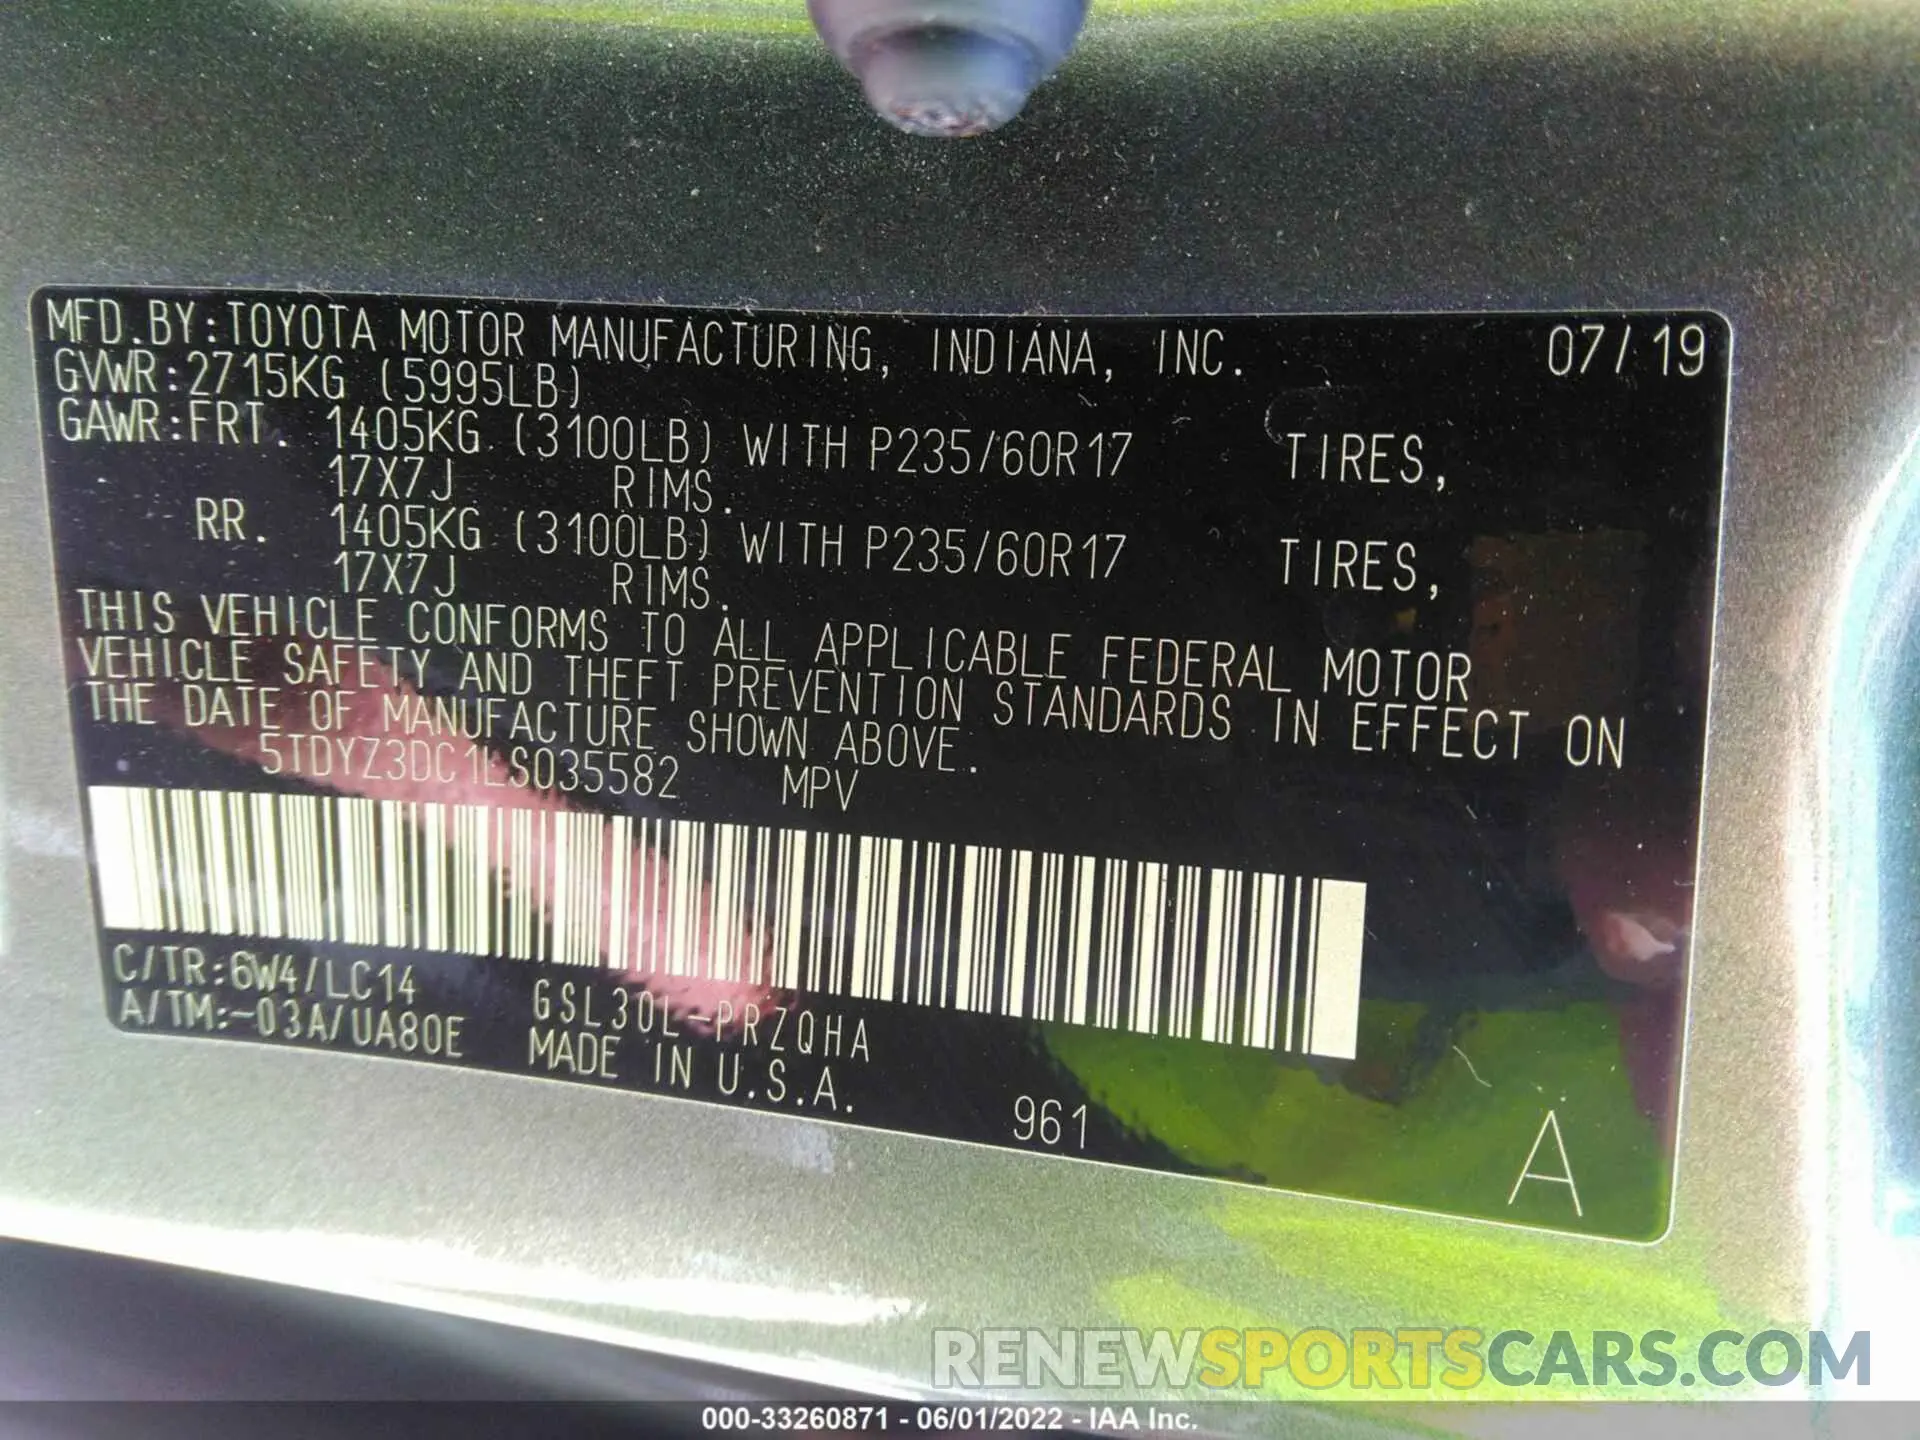 MFD.BY:TOYOTA MOTOR MANUFACTURING, INDIANA, INC. 07/19
GVWR:2715KG (5995LB)
GAWR:FRT. 1405KG (3100LB) WITH P235/60R17 TIRES,
17X7J RIMS.
RR. 1405KG (3100LB) WITH P235/60R17 TIRES,
17X7J RIMS.
THIS VEHICLE CONFORMS TO ALL APPLICABLE FEDERAL MOTOR
VEHICLE SAFETY AND THEFT PREVENTION STANDARDS IN EFFECT ON
THE DATE OF MANUFACTURE SHOWN ABOVE.
5TDYZ3DC1LS035582 MPV
C/TR:6W4/LC14 GSL30L-PRZQHA
A/TM:-03A/UA80E MADE IN U.S.A.
961
A
RENEWSPORTSCARS.COM
000-33260871 - 06/01/2022 - IAA Inc.